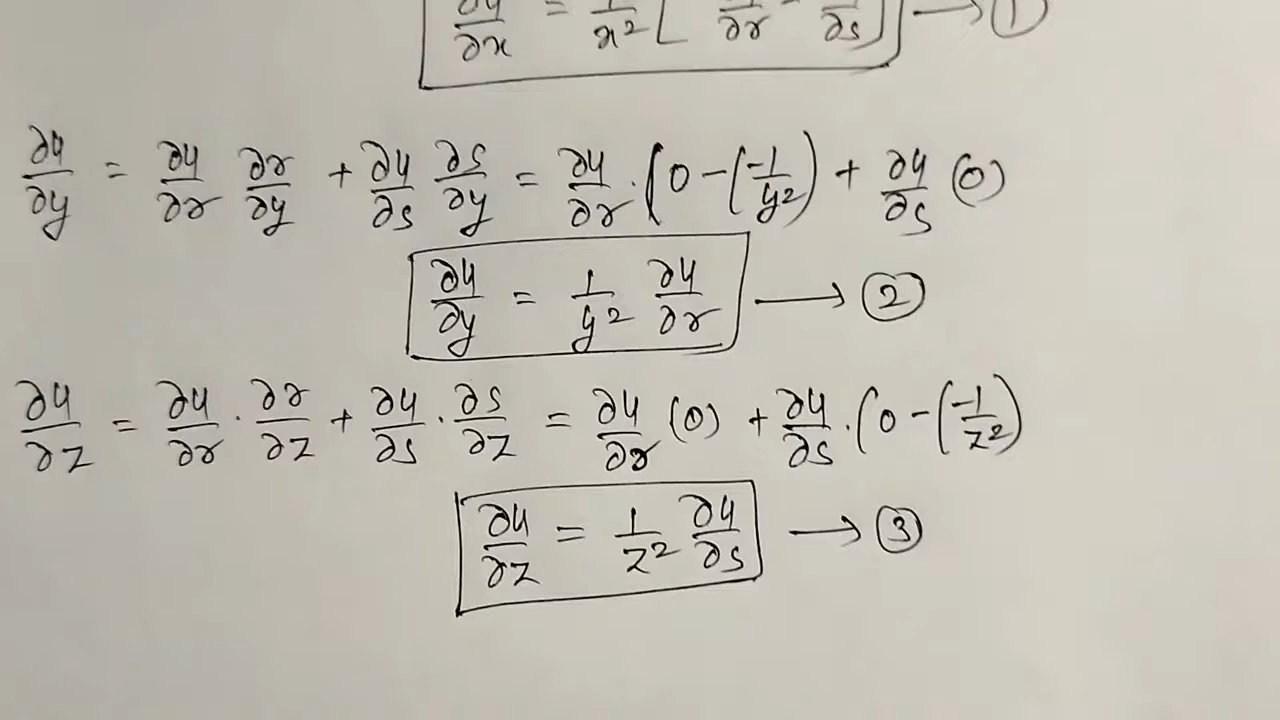 ∂u/∂x = 1/x² [ ∂r - ∂s ] → ①
∂u/∂y = ∂u/∂r ∂r/∂y + ∂u/∂s ∂s/∂y = ∂u/∂r · (0 - (-1/y²) + ∂u/∂s (0)
∂u/∂y = 1/y² ∂u/∂r → ②
∂u/∂z = ∂u/∂r · ∂r/∂z + ∂u/∂s · ∂s/∂z = ∂u/∂r (0) + ∂u/∂s · (0 - (-1/z²)
∂u/∂z = 1/z² ∂u/∂s → ③